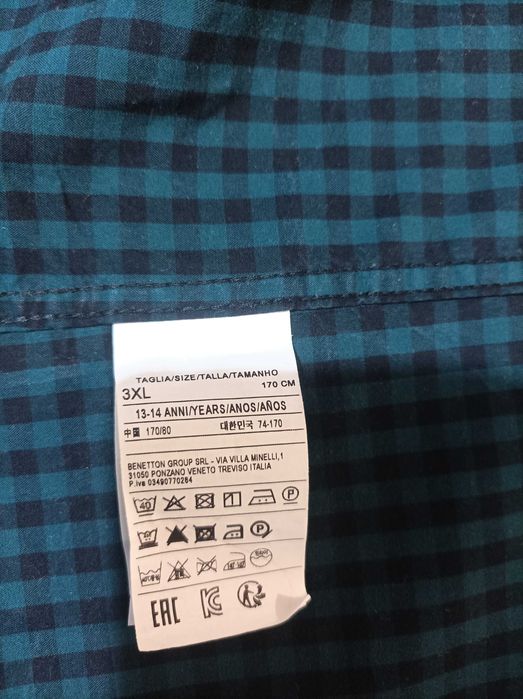 TAGLIA/SIZE/TALLA/TAMANHO
3XL 170 CM
13-14 ANNI/YEARS/ANOS/AÑOS
中国 170/80 대한민국 74-170
BENETTON GROUP SRL - VIA VILLA MINELLI,1
31050 PONZANO VENETO TREVISO ITALIA
P.iva 03490770264
40 P
EAC